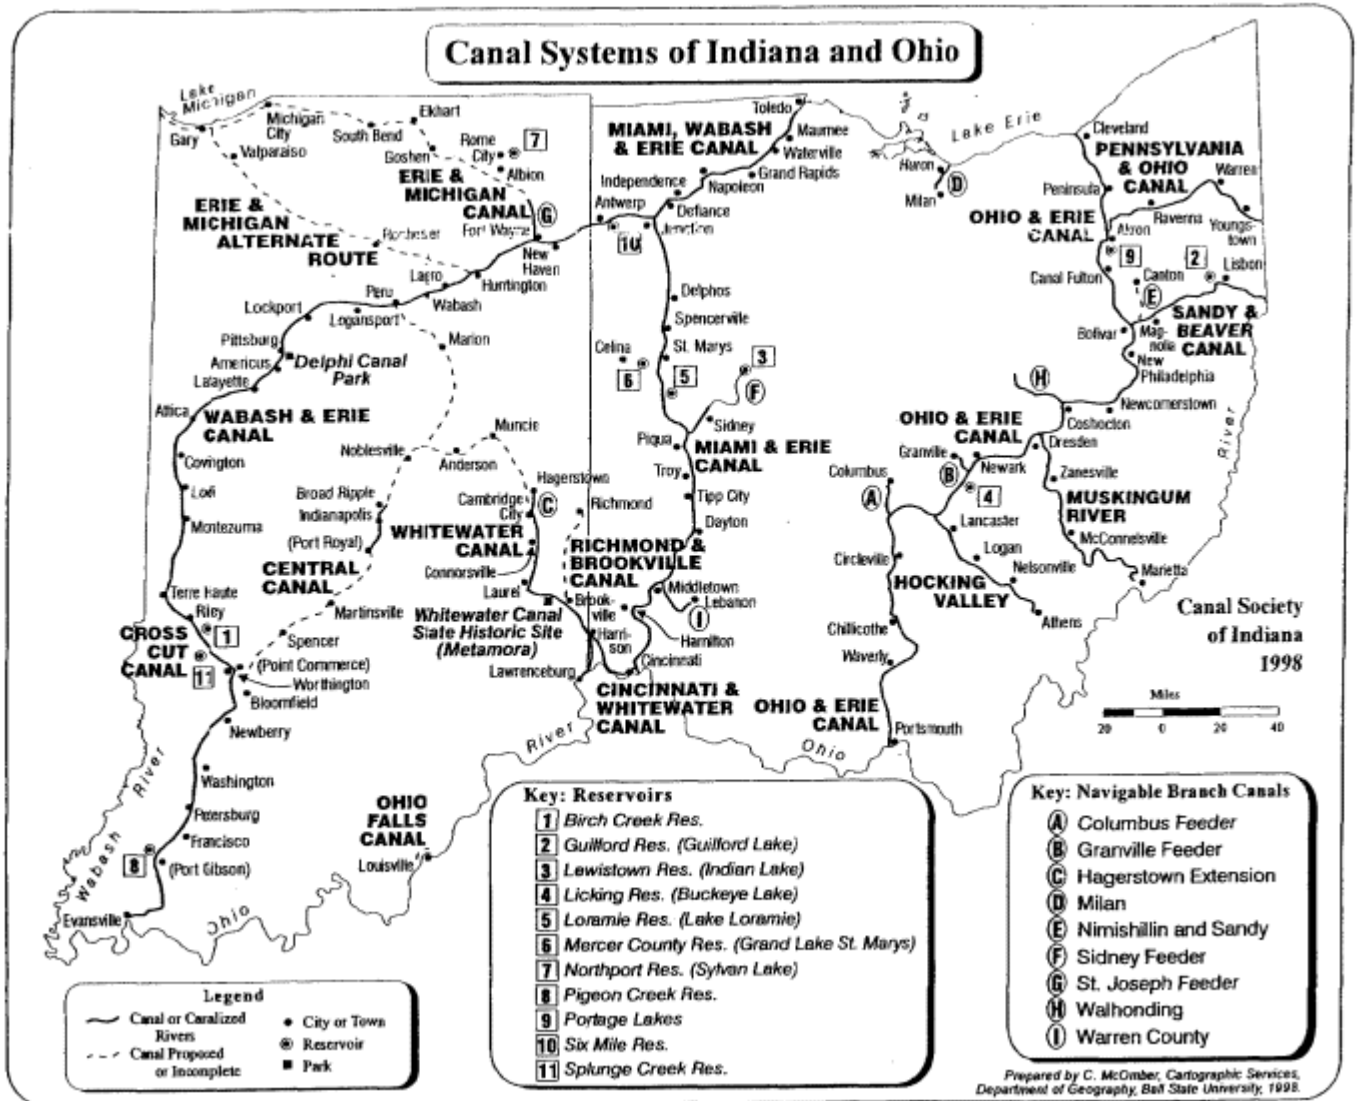 Canal Systems of Indiana and Ohio
Lake
Michigan
Gary
Michigan
City
Valparaiso
South Bend
Elkhart
Goshen
Rome
City
7
Albion
ERIE &
MICHIGAN
CANAL
G
Fort Wayne
ERIE &
MICHIGAN
ALTERNATE
ROUTE
Rochester
New
Haven
Huntington
Lagro
Wabash
Peru
Logansport
Lockport
Pittsburg
Americus
Lafayette
Delphi Canal
Park
Marion
Attica
WABASH & ERIE
CANAL
Covington
Lodi
Montezuma
Noblesville
Anderson
Muncie
Broad Ripple
Indianapolis
(Port Royal)
CENTRAL
CANAL
Hagerstown
Cambridge
City
C
WHITEWATER
CANAL
Connorsville
Laurel
Whitewater Canal
State Historic Site
(Metamora)
Richmond
RICHMOND &
BROOKVILLE
CANAL
Brook-
ville
Harri-
son
Lawrenceburg
Terre Haute
Riley
1
CROSS
CUT
CANAL
11
Martinsville
Spencer
(Point Commerce)
Worthington
Bloomfield
Newberry
Washington
Petersburg
Francisco
(Port Gibson)
8
Evansville
Wabash
River
Ohio
River
OHIO
FALLS
CANAL
Louisville
MIAMI, WABASH
& ERIE CANAL
Toledo
Maumee
Waterville
Grand Rapids
Napoleon
Independence
Defiance
Antwerp
Junction
10
Delphos
Spencerville
St. Marys
Celina
6
5
3
F
Sidney
Piqua
MIAMI & ERIE
CANAL
Troy
Tipp City
Dayton
Middletown
Lebanon
I
Hamilton
Cincinnati
CINCINNATI &
WHITEWATER
CANAL
Lake Erie
Huron
Milan
D
Cleveland
PENNSYLVANIA
& OHIO
CANAL
Warren
Peninsula
OHIO & ERIE
CANAL
Akron
Ravenna
Youngs-
town
9
2
Lisbon
Canal Fulton
Canton
E
SANDY &
BEAVER
CANAL
Bolivar
Mag-
nolia
New
Philadelphia
H
Newcomerstown
Coshocton
OHIO & ERIE
CANAL
Dresden
Granville
B
Newark
4
Zanesville
MUSKINGUM
RIVER
McConnelsville
Marietta
River
Columbus
A
Lancaster
Logan
Nelsonville
Circleville
HOCKING
VALLEY
Athens
Chillicothe
Waverly
OHIO & ERIE
CANAL
Portsmouth
Ohio
Canal Society
of Indiana
1998
Miles
20 0 20 40
Legend
Canal or Canalized
Rivers
Canal Proposed
or Incomplete
City or Town
Reservoir
Park
Key: Reservoirs
1 Birch Creek Res.
2 Guilford Res. (Guilford Lake)
3 Lewistown Res. (Indian Lake)
4 Licking Res. (Buckeye Lake)
5 Loramie Res. (Lake Loramie)
6 Mercer County Res. (Grand Lake St. Marys)
7 Northport Res. (Sylvan Lake)
8 Pigeon Creek Res.
9 Portage Lakes
10 Six Mile Res.
11 Splunge Creek Res.
Key: Navigable Branch Canals
A Columbus Feeder
B Granville Feeder
C Hagerstown Extension
D Milan
E Nimishillin and Sandy
F Sidney Feeder
G St. Joseph Feeder
H Walhonding
I Warren County
Prepared by C. McOmber, Cartographic Services,
Department of Geography, Ball State University, 1998.